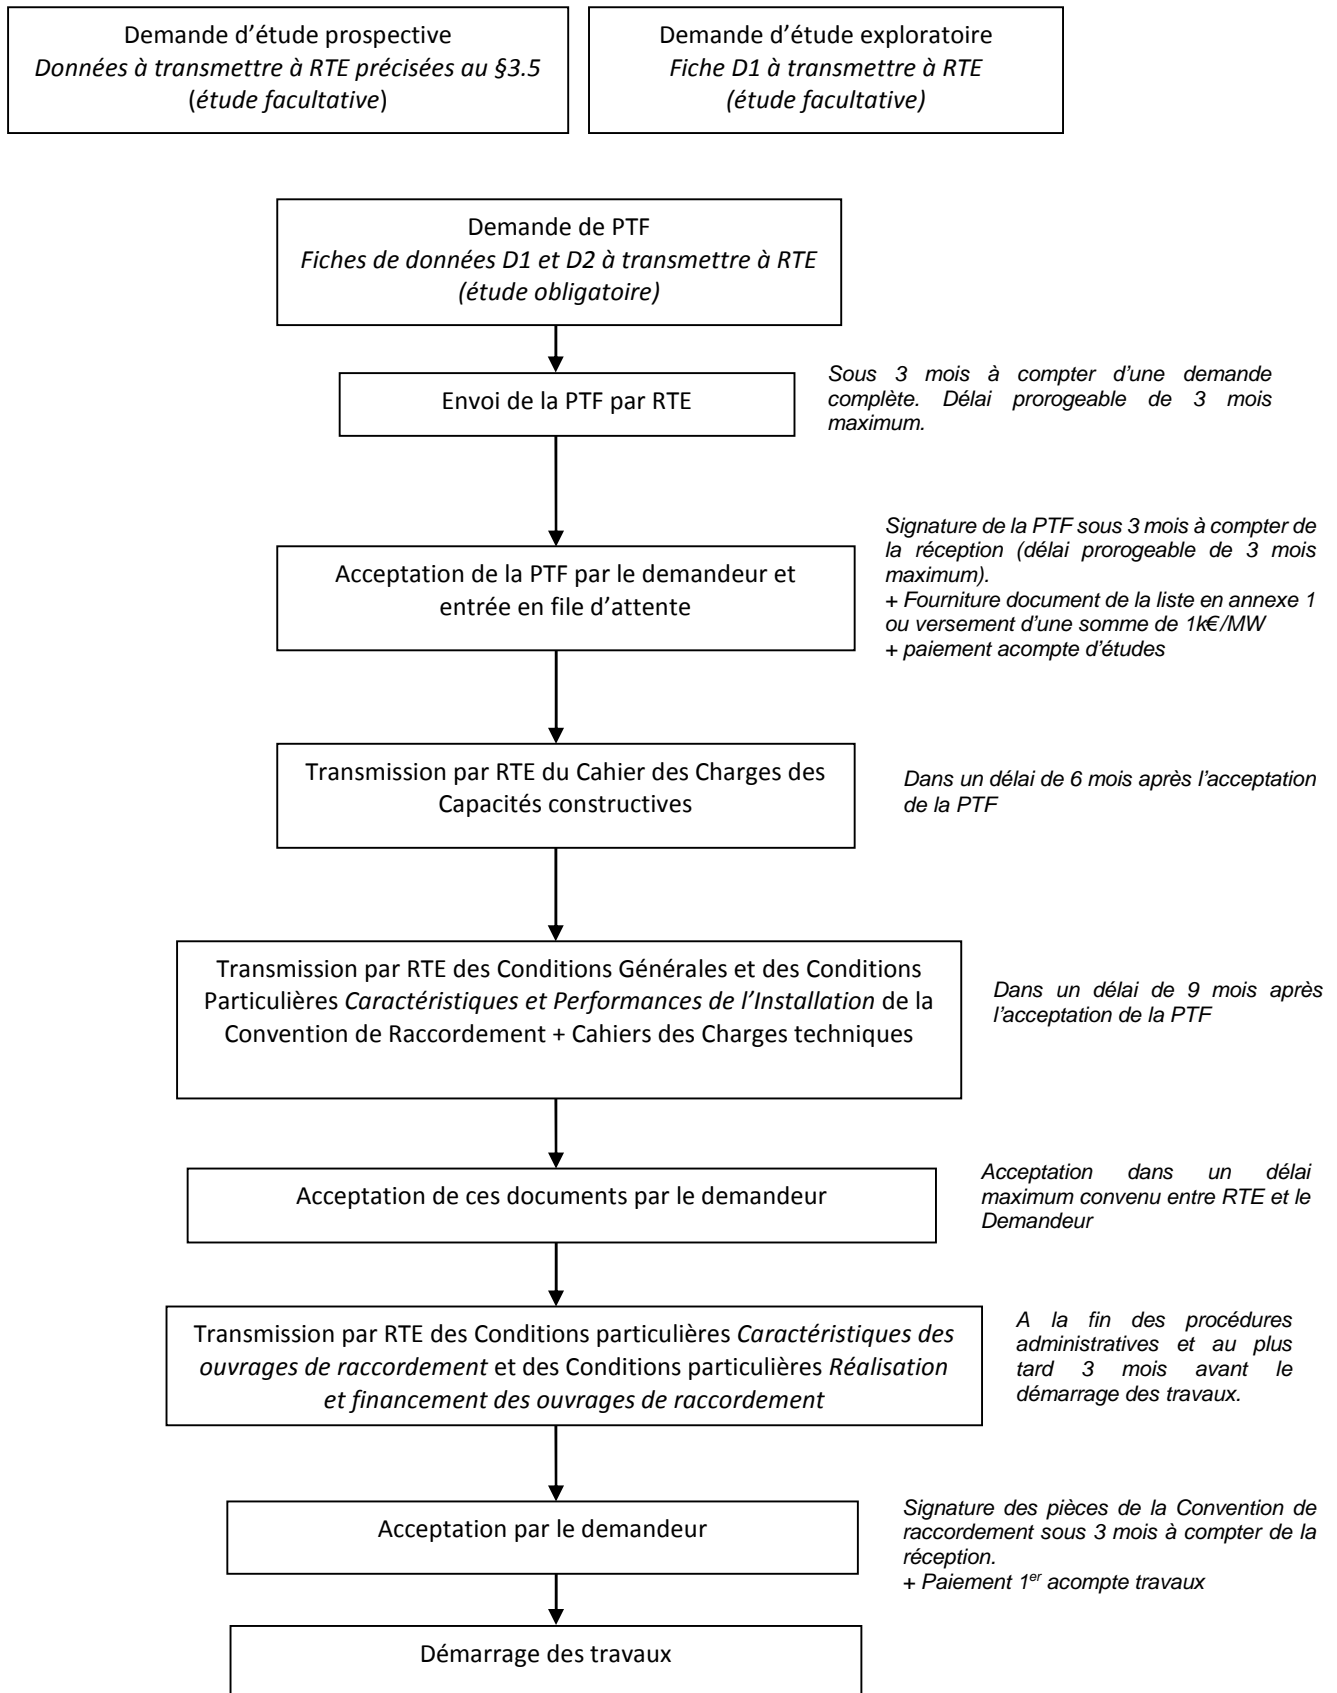 Demande d’étude prospective
Données à transmettre à RTE précisées au §3.5
(étude facultative)
Demande d’étude exploratoire
Fiche D1 à transmettre à RTE
(étude facultative)
Demande de PTF
Fiches de données D1 et D2 à transmettre à RTE
(étude obligatoire)
Envoi de la PTF par RTE
Sous 3 mois à compter d’une demande
complète. Délai prorogeable de 3 mois
maximum.
Acceptation de la PTF par le demandeur et
entrée en file d’attente
Signature de la PTF sous 3 mois à compter de
la réception (délai prorogeable de 3 mois
maximum).
+ Fourniture document de la liste en annexe 1
ou versement d’une somme de 1k€/MW
+ paiement acompte d’études
Transmission par RTE du Cahier des Charges des
Capacités constructives
Dans un délai de 6 mois après l’acceptation
de la PTF
Transmission par RTE des Conditions Générales et des Conditions
Particulières Caractéristiques et Performances de l’Installation de la
Convention de Raccordement + Cahiers des Charges techniques
Dans un délai de 9 mois après
l’acceptation de la PTF
Acceptation de ces documents par le demandeur
Acceptation dans un délai
maximum convenu entre RTE et le
Demandeur
Transmission par RTE des Conditions particulières Caractéristiques des
ouvrages de raccordement et des Conditions particulières Réalisation
et financement des ouvrages de raccordement
A la fin des procédures
administratives et au plus
tard 3 mois avant le
démarrage des travaux.
Acceptation par le demandeur
Signature des pièces de la Convention de
raccordement sous 3 mois à compter de la
réception.
+ Paiement 1er acompte travaux
Démarrage des travaux